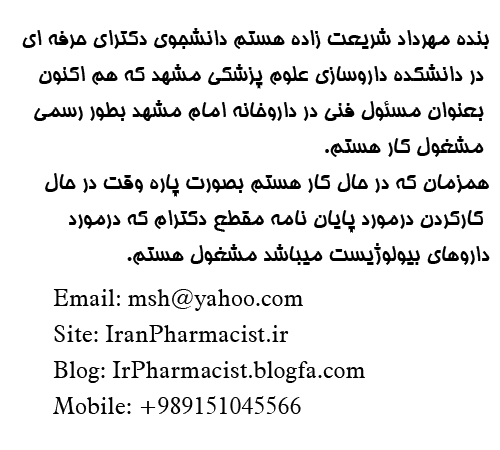 بنده مهرداد شریعت زاده هستم دانشجوی دکترای حرفه ای
در دانشکده داروسازی علوم پزشکی مشهد که هم اکنون
بعنوان مسئول فنی در داروخانه امام مشهد بطور رسمی
مشغول کار هستم.
همزمان که در حال کار هستم بصورت پاره وقت در حال
کارکردن درمورد پایان نامه مقطع دکترام که درمورد
داروهای بیولوژیست میباشد مشغول هستم.
Email: msh@yahoo.com
Site: IranPharmacist.ir
Blog: IrPharmacist.blogfa.com
Mobile: +989151045566